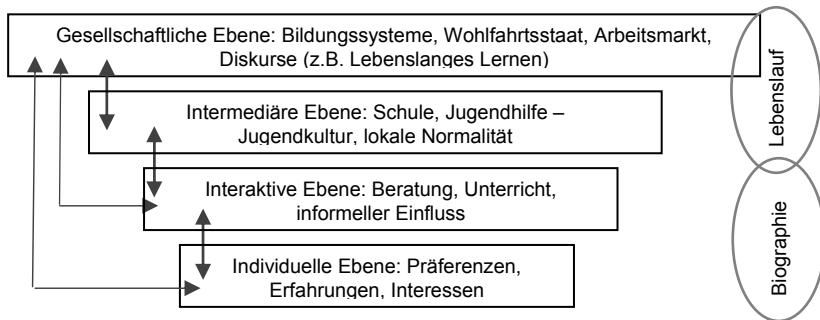 Gesellschaftliche Ebene: Bildungssysteme, Wohlfahrtsstaat, Arbeitsmarkt,
Diskurse (z.B. Lebenslanges Lernen)
Intermediäre Ebene: Schule, Jugendhilfe –
Jugendkultur, lokale Normalität
Interaktive Ebene: Beratung, Unterricht,
informeller Einfluss
Individuelle Ebene: Präferenzen,
Erfahrungen, Interessen
Lebenslauf
Biographie